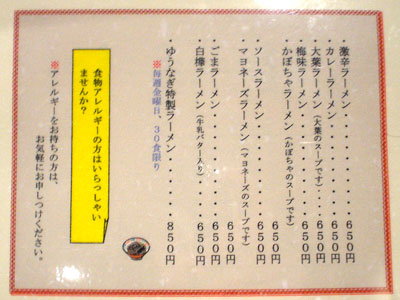 激辛ラーメン・・・・・・・・・650円
カレーラーメン・・・・・・・・650円
大葉ラーメン(大葉のスープです)・・・650円
梅味ラーメン・・・・・・・・・650円
かぼちゃラーメン(かぼちゃのスープです)
650円
ソースラーメン・・・・・・・・650円
マヨネーズラーメン(マヨネーズのスープです)
650円
ごまラーメン・・・・・・・・・650円
白樺ラーメン(牛乳バター入り)・・・650円
ゆうなぎ特製ラーメン・・・・・・850円
※毎週金曜日、30食限り
食物アレルギーの方はいらっしゃい
ませんか?
※アレルギーをお持ちの方は、
お気軽にお申しつけください。